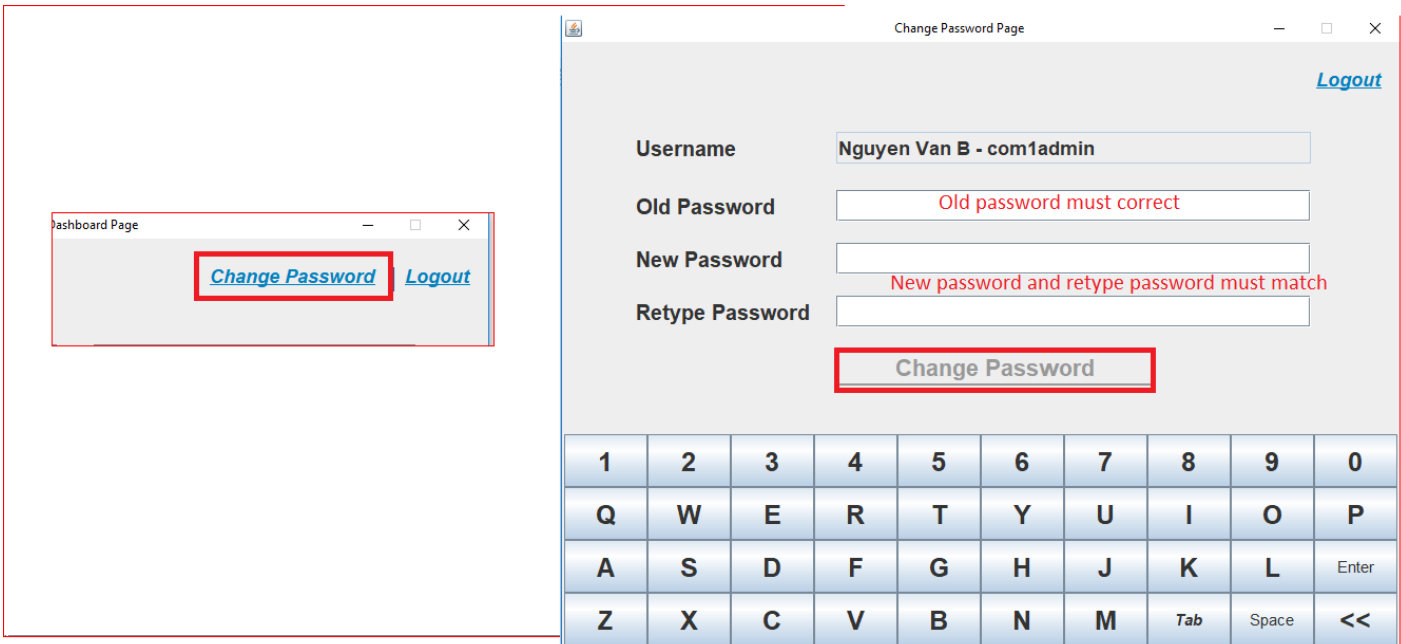 Dashboard Page
Change Password | Logout
Change Password Page
Logout
Username
Nguyen Van B - com1admin
Old Password
Old password must correct
New Password
New password and retype password must match
Retype Password
Change Password
1 2 3 4 5 6 7 8 9 0
Q W E R T Y U I O P
A S D F G H J K L Enter
Z X C V B N M Tab Space <<